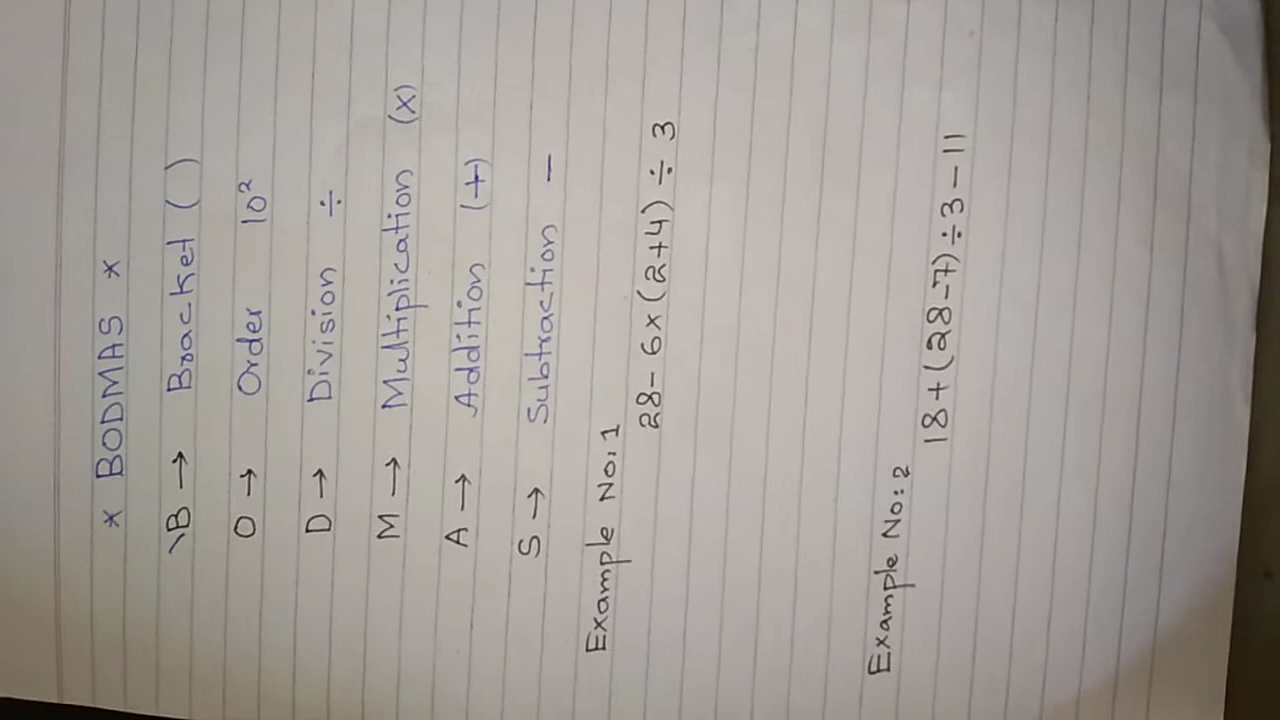 * BODMAS *
B → Bracket ( )
O → Order 10²
D → Division ÷
M → Multiplication (x)
A → Addition (+)
S → Subtraction −
Example No: 1
28 - 6 x (2+4) ÷ 3
Example No: 2
18 + (28-7) ÷ 3 - 11